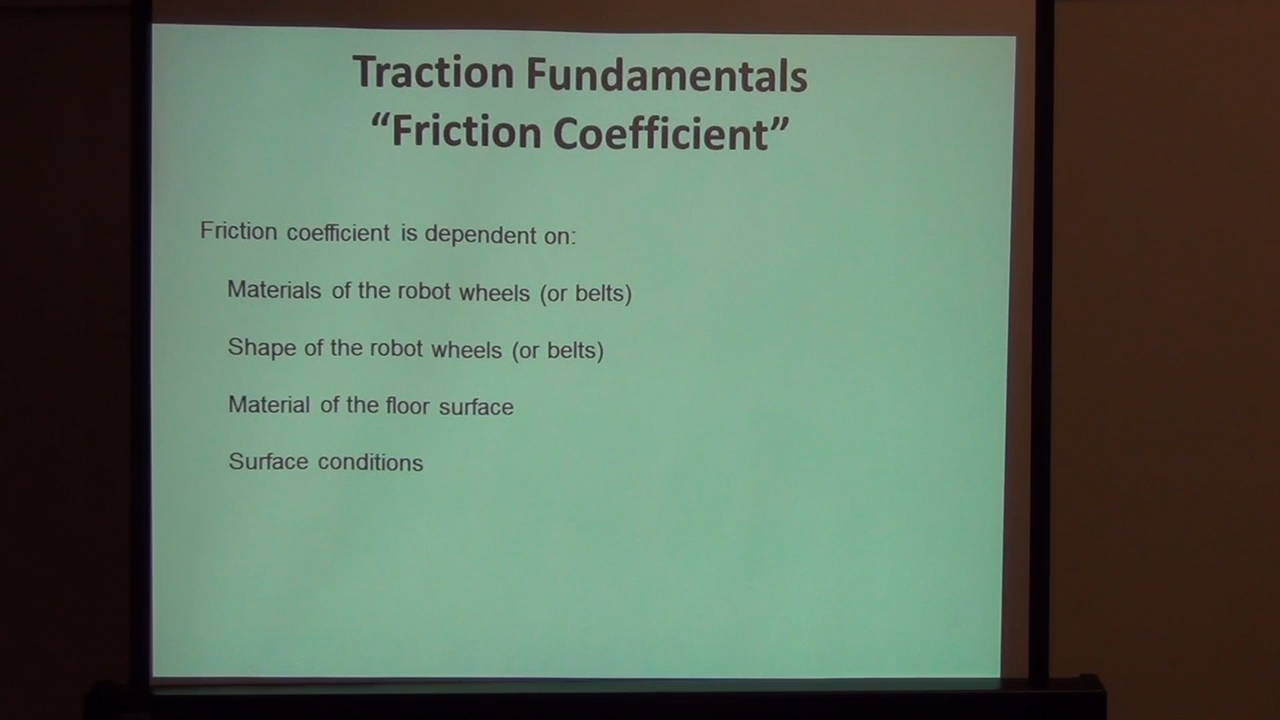 Traction Fundamentals
“Friction Coefficient”
Friction coefficient is dependent on:
Materials of the robot wheels (or belts)
Shape of the robot wheels (or belts)
Material of the floor surface
Surface conditions